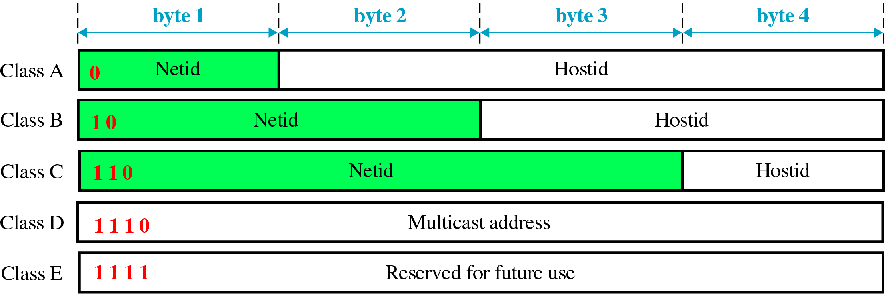 byte 1 byte 2 byte 3 byte 4
Class A 0 Netid Hostid
Class B 1 0 Netid Hostid
Class C 1 1 0 Netid Hostid
Class D 1 1 1 0 Multicast address
Class E 1 1 1 1 Reserved for future use